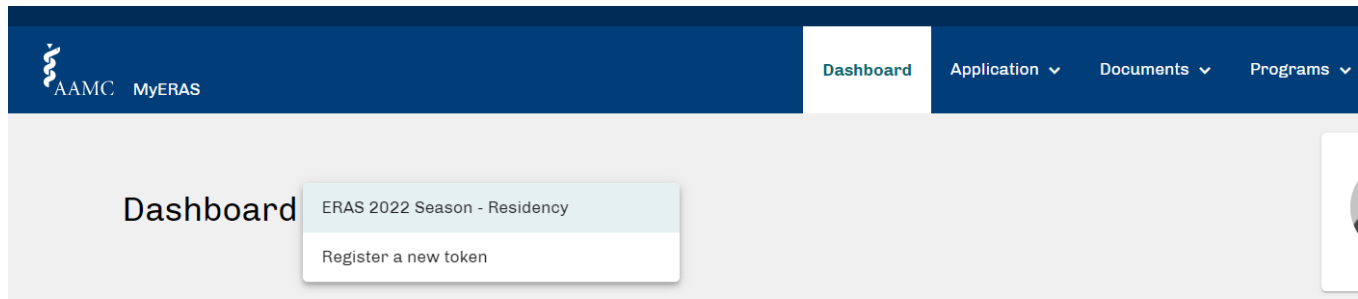 AAMC MyERAS
Dashboard Application Documents Programs
Dashboard
ERAS 2022 Season - Residency
Register a new token